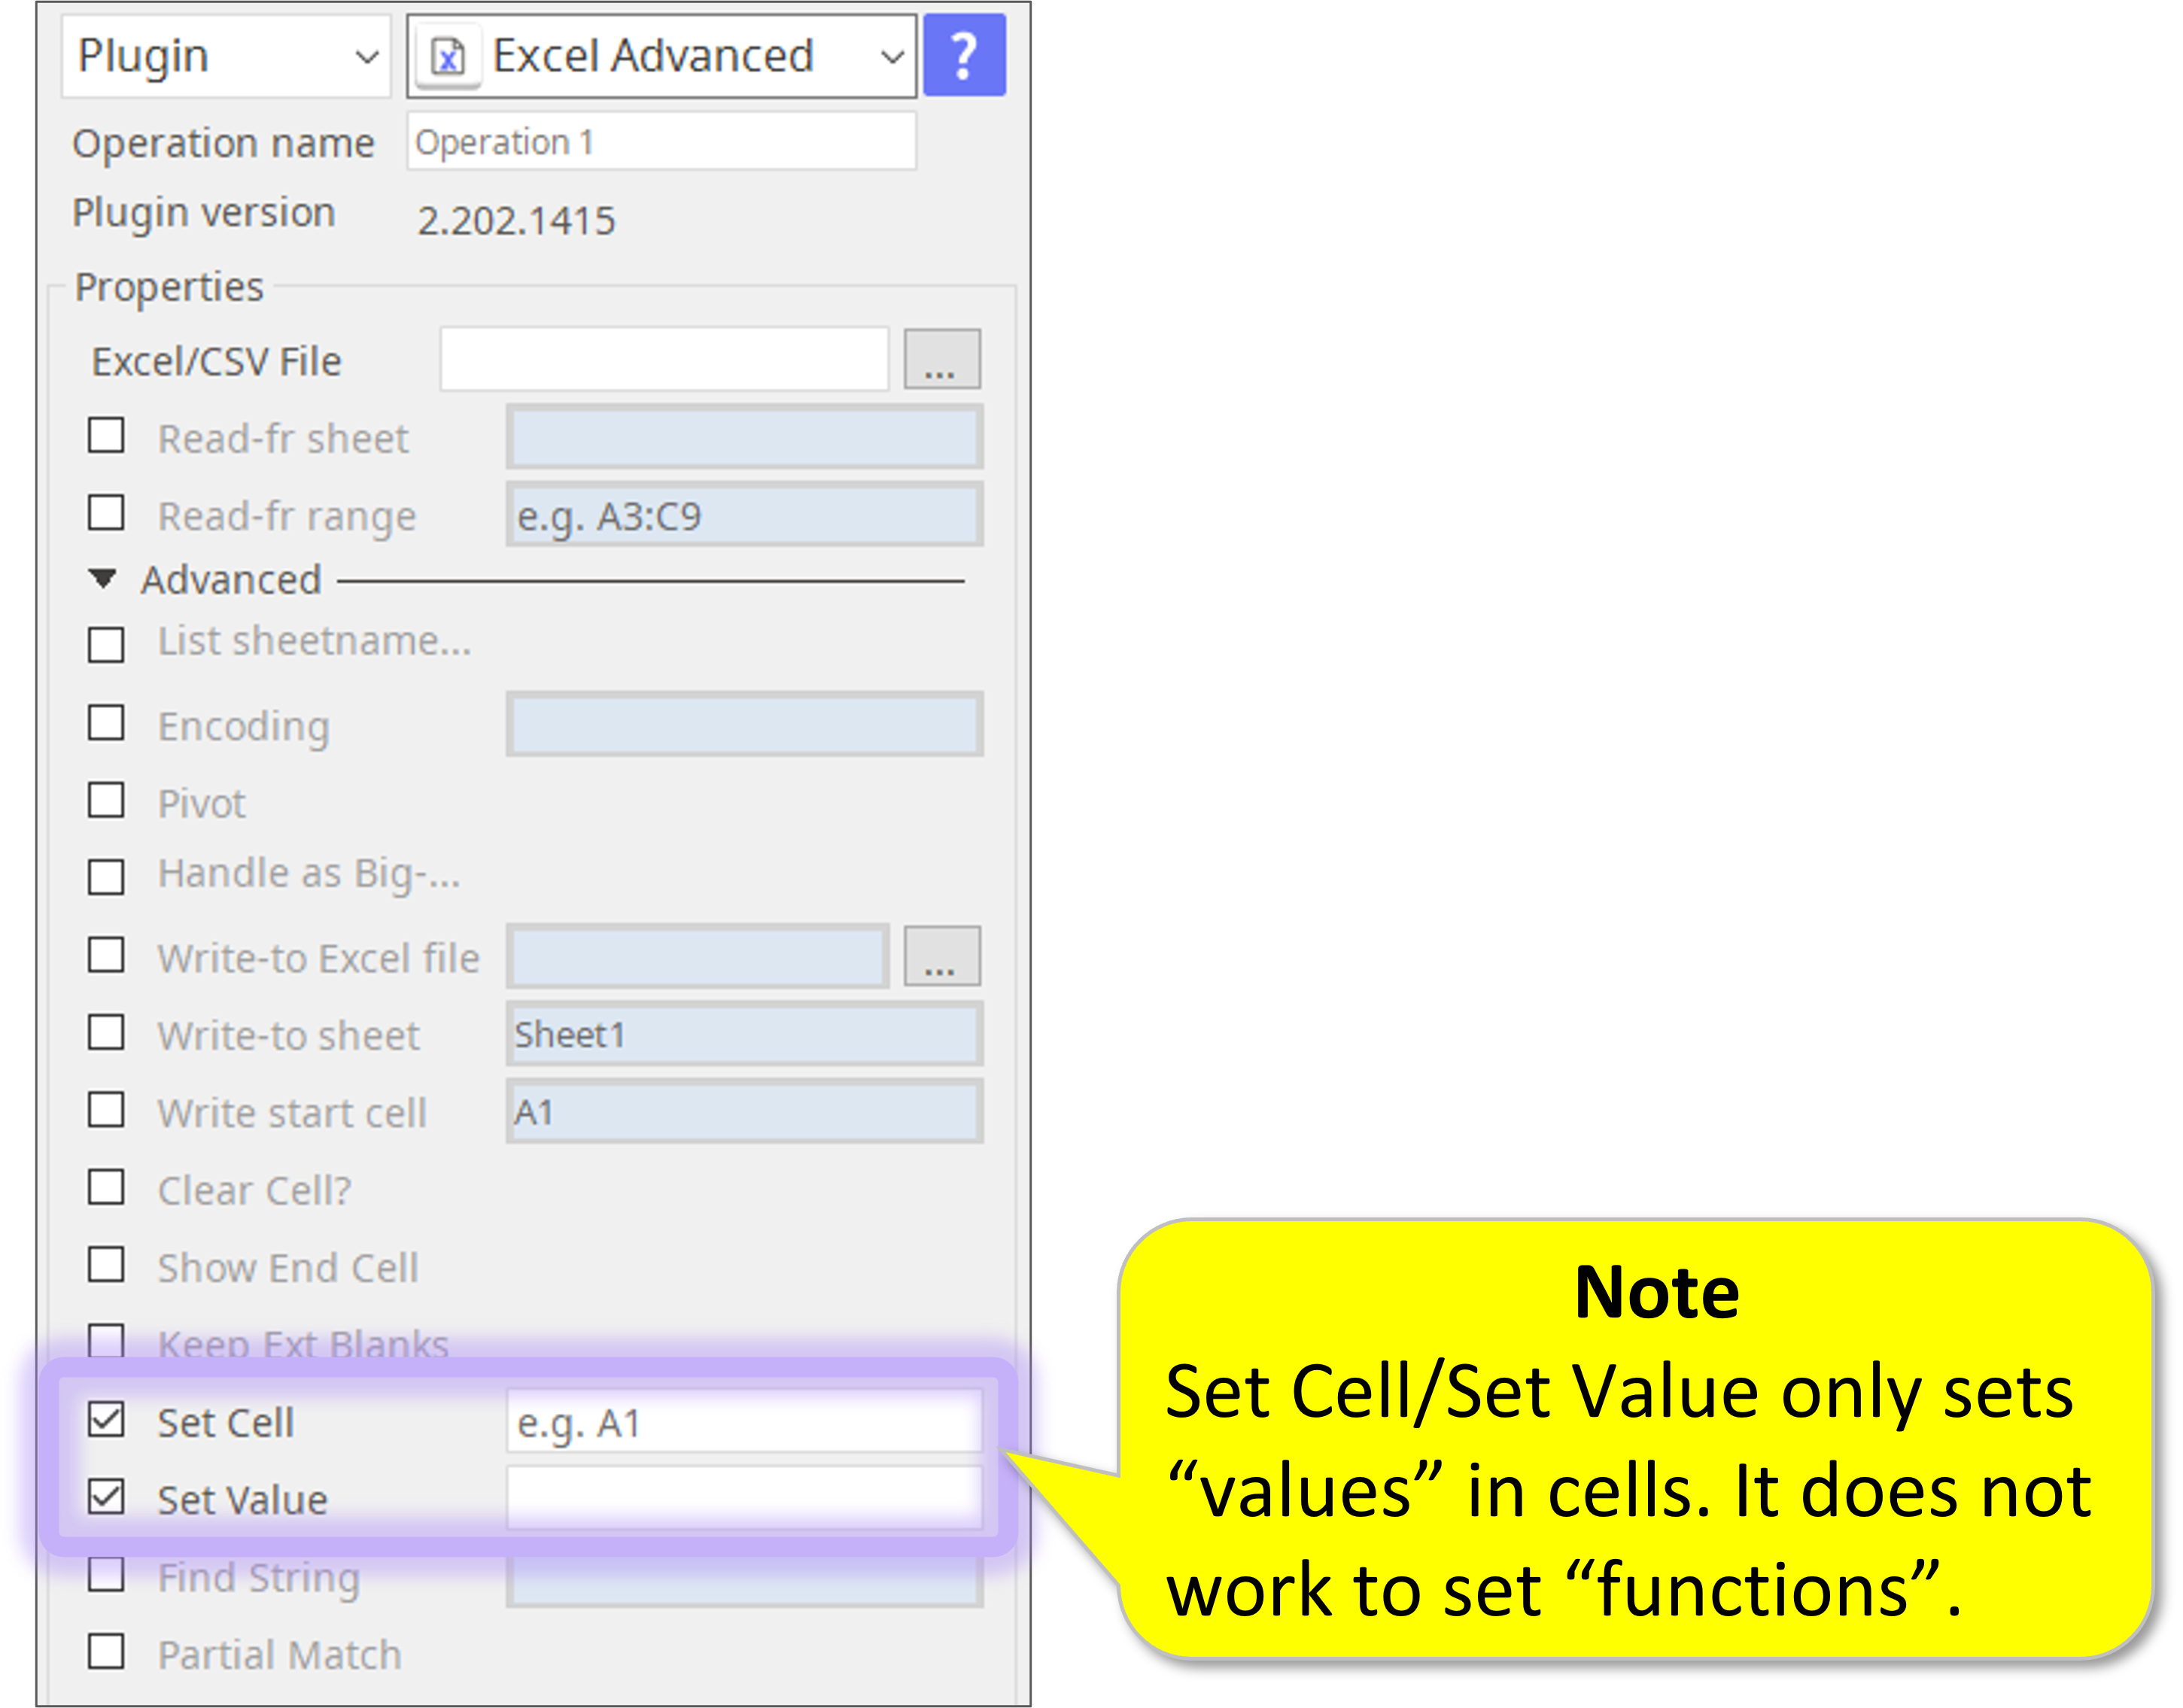 Plugin Excel Advanced ?
Operation name Operation 1
Plugin version 2.202.1415
Properties
Excel/CSV File ...
Read-fr sheet
Read-fr range e.g. A3:C9
Advanced
List sheetname...
Encoding
Pivot
Handle as Big-...
Write-to Excel file ...
Write-to sheet Sheet1
Write start cell A1
Clear Cell?
Show End Cell
Keep Ext Blanks
Set Cell e.g. A1
Set Value
Find String
Partial Match
Note
Set Cell/Set Value only sets
“values” in cells. It does not
work to set “functions”.